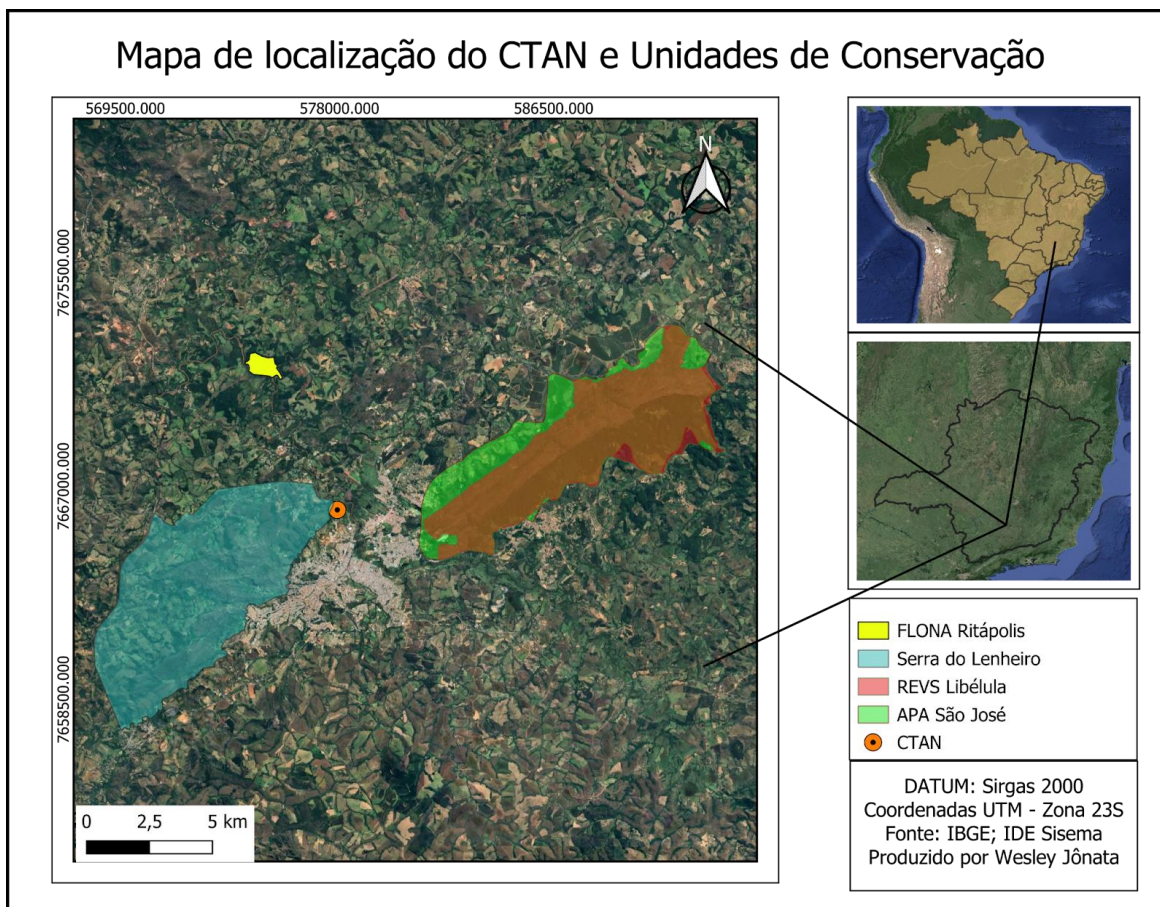 Mapa de localização do CTAN e Unidades de Conservação
569500.000
578000.000
586500.000
N
7675500.000
7667000.000
7658500.000
0
2,5
5 km
FLONA Ritápolis
Serra do Lenheiro
REVS Libélula
APA São José
CTAN
DATUM: Sirgas 2000
Coordenadas UTM - Zona 23S
Fonte: IBGE; IDE Sisema
Produzido por Wesley Jônata